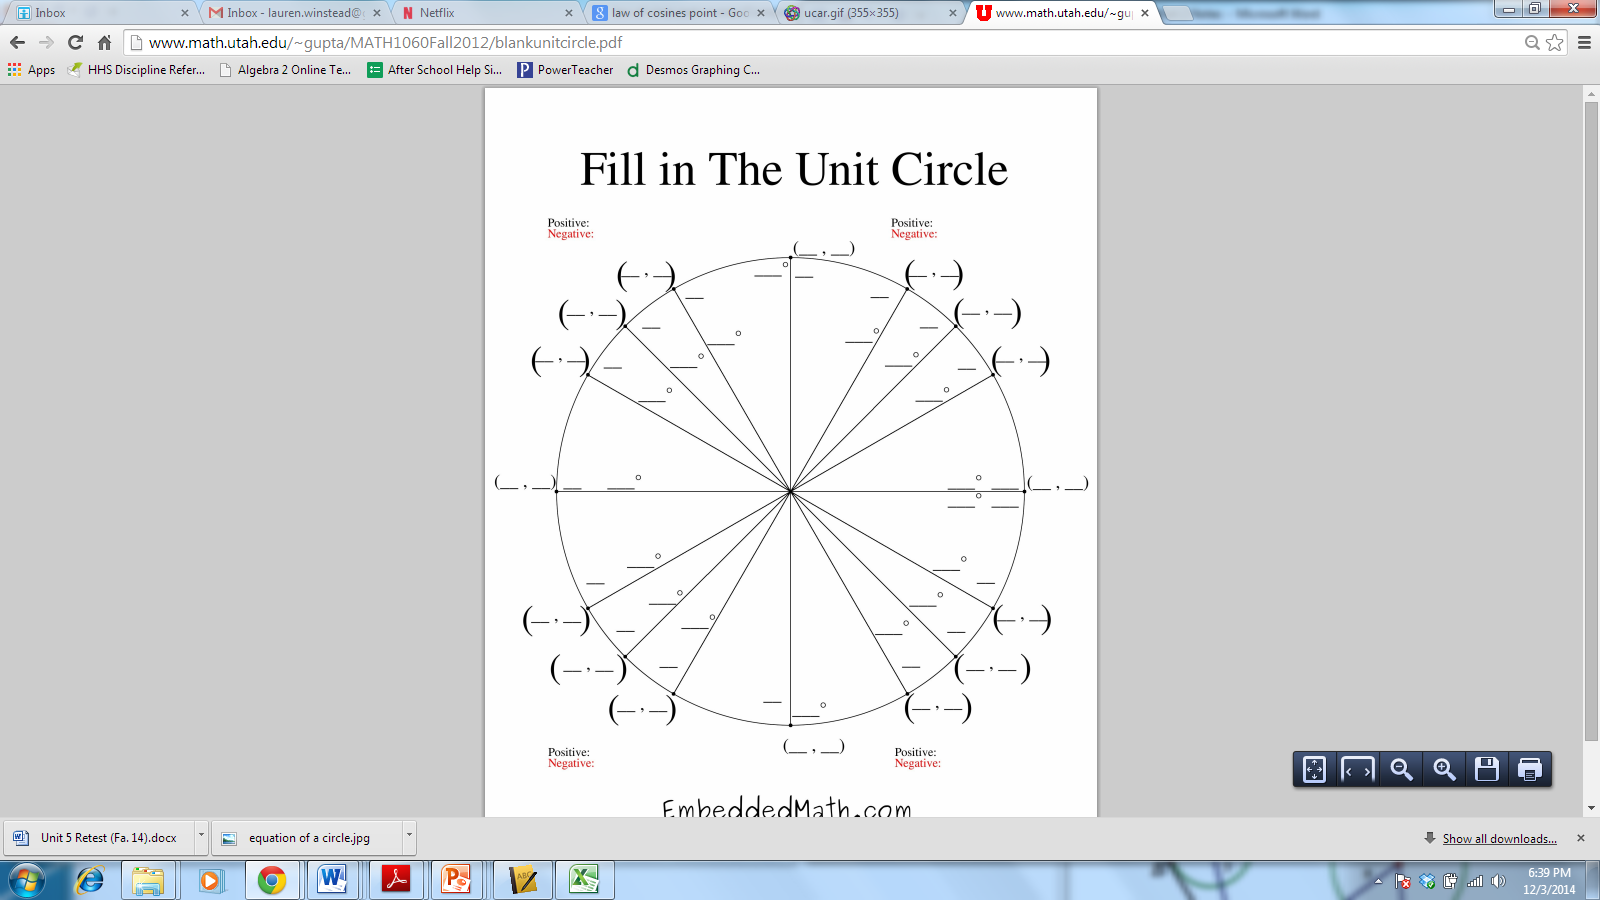 Inbox
Inbox - lauren.winstead@g
Netflix
law of cosines point - Goo
ucar.gif (355×355)
www.math.utah.edu/~gup
www.math.utah.edu/~gupta/MATH1060Fall2012/blankunitcircle.pdf
Apps
HHS Discipline Refer...
Algebra 2 Online Te...
After School Help Si...
PowerTeacher
Desmos Graphing C...
Fill in The Unit Circle
Positive:
Negative:
Positive:
Negative:
Positive:
Negative:
Positive:
Negative:
EmbeddedMath.com
Unit 5 Retest (Fa. 14).docx
equation of a circle.jpg
Show all downloads...
6:39 PM
12/3/2014